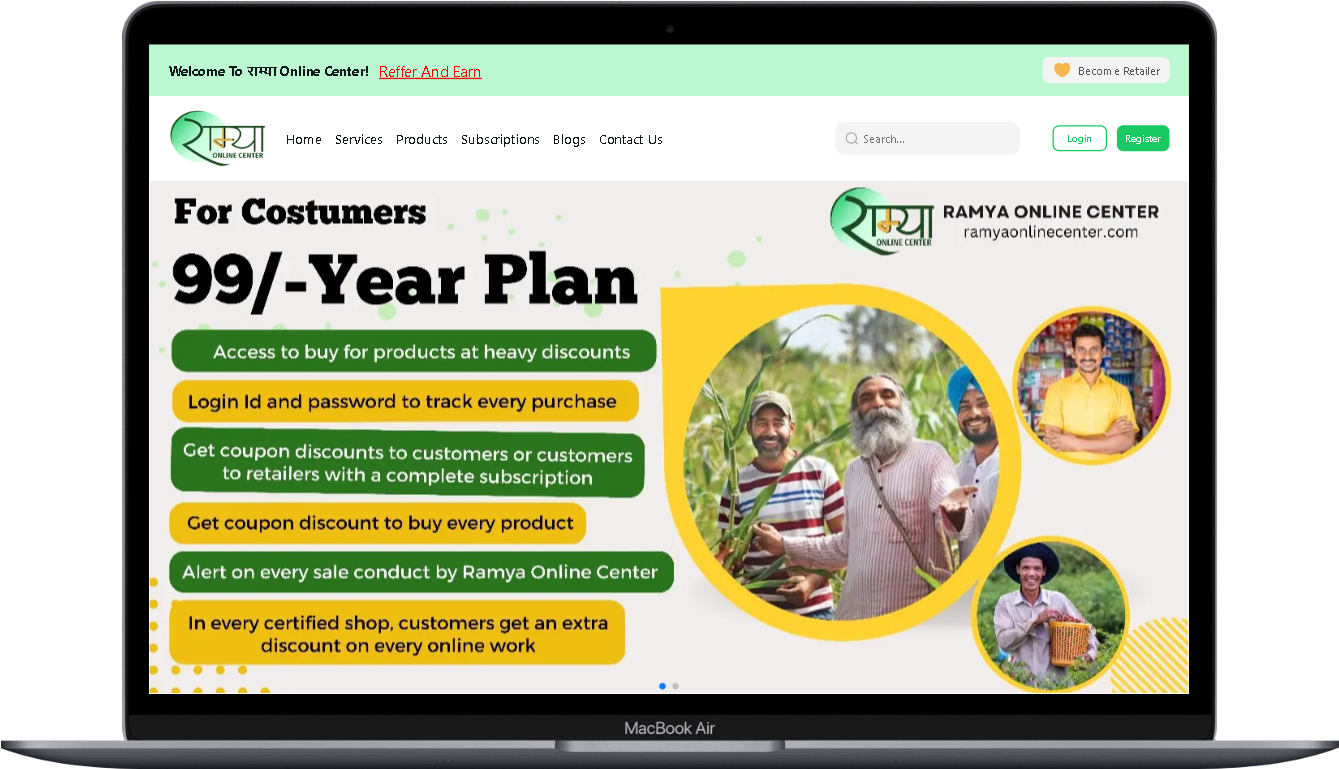 Welcome To राम्या Online Center! Reffer And Earn
Become Retailer
राम्या
ONLINE CENTER
Home Services Products Subscriptions Blogs Contact Us
Search...
Login
Register
For Costumers
राम्या
ONLINE CENTER
RAMYA ONLINE CENTER
ramyaonlinecenter.com
99/-Year Plan
Access to buy for products at heavy discounts
Login Id and password to track every purchase
Get coupon discounts to customers or customers
to retailers with a complete subscription
Get coupon discount to buy every product
Alert on every sale conduct by Ramya Online Center
In every certified shop, customers get an extra
discount on every online work
MacBook Air